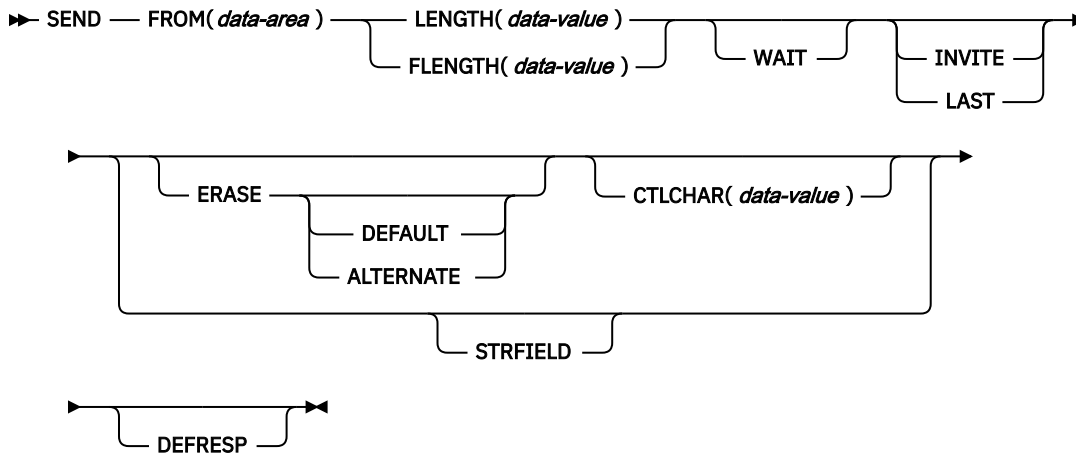 SEND FROM( data-area ) LENGTH( data-value )
FLENGTH( data-value ) WAIT INVITE
LAST
ERASE CTLCHAR( data-value )
DEFAULT
ALTERNATE
STRFIELD
DEFRESP